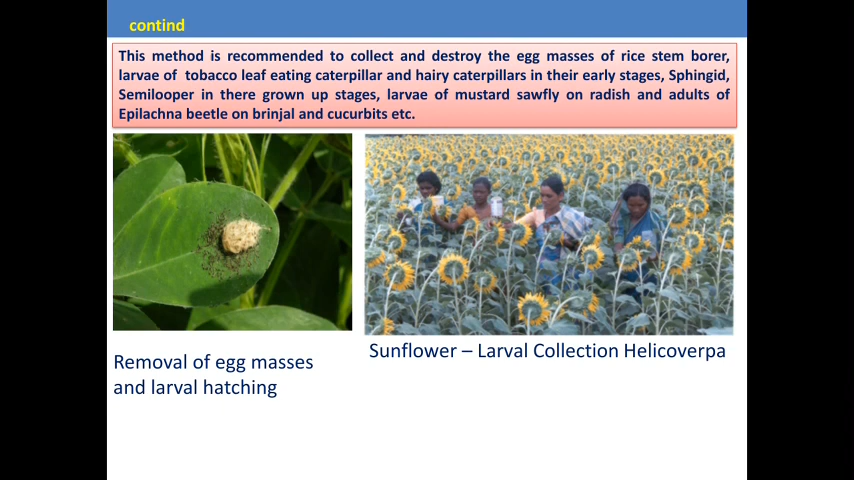 contind
This method is recommended to collect and destroy the egg masses of rice stem borer,
larvae of tobacco leaf eating caterpillar and hairy caterpillars in their early stages, Sphingid,
Semilooper in there grown up stages, larvae of mustard sawfly on radish and adults of
Epilachna beetle on brinjal and cucurbits etc.
Removal of egg masses
and larval hatching
Sunflower – Larval Collection Helicoverpa